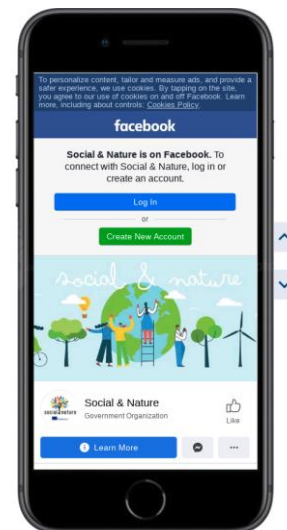 To personalize content, tailor and measure ads, and provide a
safer experience, we use cookies. By tapping on the site,
you agree to our use of cookies on and off Facebook. Learn
more, including about controls: Cookies Policy.
facebook
Social & Nature is on Facebook. To
connect with Social & Nature, log in or
create an account.
Log In
or
Create New Account
social & nature
social&nature
Social & Nature
Government Organization
Like
Learn More